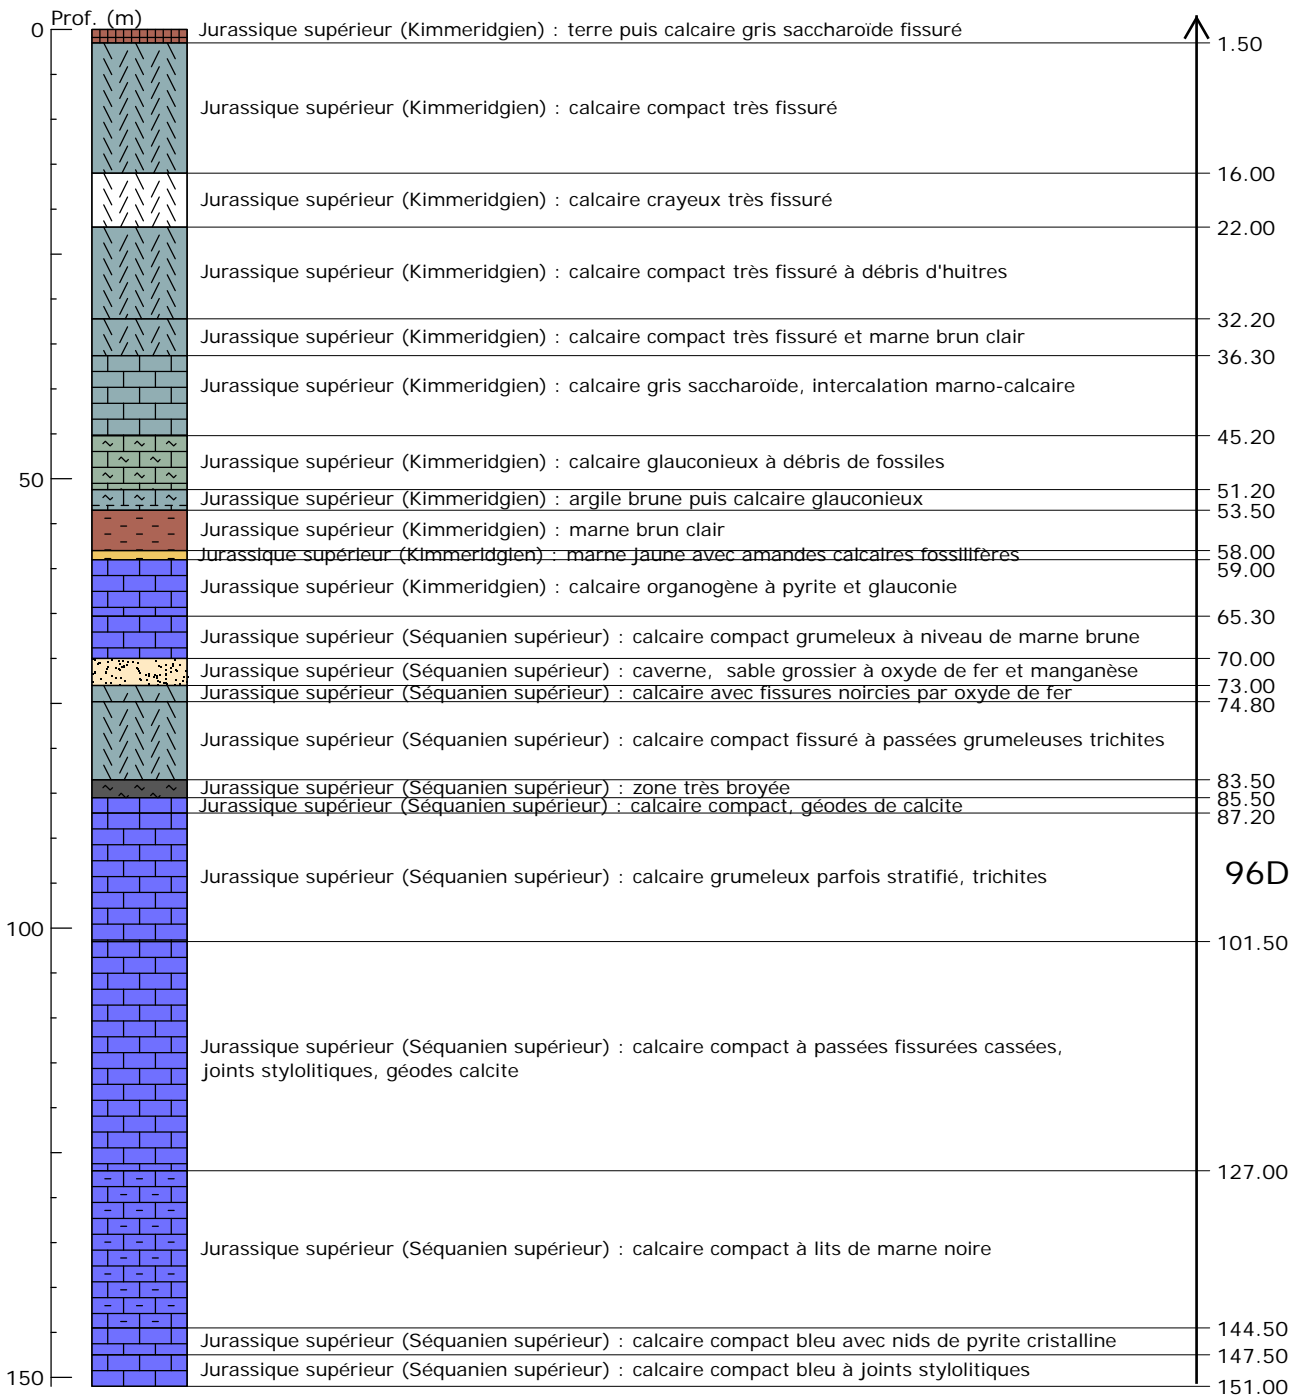 Prof. (m)
0
Jurassique supérieur (Kimmeridgien) : terre puis calcaire gris saccharoïde fissuré
1.50
Jurassique supérieur (Kimmeridgien) : calcaire compact très fissuré
16.00
Jurassique supérieur (Kimmeridgien) : calcaire crayeux très fissuré
22.00
Jurassique supérieur (Kimmeridgien) : calcaire compact très fissuré à débris d'huitres
32.20
Jurassique supérieur (Kimmeridgien) : calcaire compact très fissuré et marne brun clair
36.30
Jurassique supérieur (Kimmeridgien) : calcaire gris saccharoïde, intercalation marno-calcaire
45.20
Jurassique supérieur (Kimmeridgien) : calcaire glauconieux à débris de fossiles
50
51.20
Jurassique supérieur (Kimmeridgien) : argile brune puis calcaire glauconieux
53.50
Jurassique supérieur (Kimmeridgien) : marne brun clair
58.00
Jurassique supérieur (Kimmeridgien) : marne jaune avec amandes calcaires fossilifères
59.00
Jurassique supérieur (Kimmeridgien) : calcaire organogène à pyrite et glauconie
65.30
Jurassique supérieur (Séquanien supérieur) : calcaire compact grumeleux à niveau de marne brune
70.00
Jurassique supérieur (Séquanien supérieur) : caverne, sable grossier à oxyde de fer et manganèse
73.00
Jurassique supérieur (Séquanien supérieur) : calcaire avec fissures noircies par oxyde de fer
74.80
Jurassique supérieur (Séquanien supérieur) : calcaire compact fissuré à passées grumeleuses trichites
83.50
Jurassique supérieur (Séquanien supérieur) : zone très broyée
85.50
Jurassique supérieur (Séquanien supérieur) : calcaire compact, géodes de calcite
87.20
Jurassique supérieur (Séquanien supérieur) : calcaire grumeleux parfois stratifié, trichites
96D
100
101.50
Jurassique supérieur (Séquanien supérieur) : calcaire compact à passées fissurées cassées,
joints stylolitiques, géodes calcite
127.00
Jurassique supérieur (Séquanien supérieur) : calcaire compact à lits de marne noire
144.50
Jurassique supérieur (Séquanien supérieur) : calcaire compact bleu avec nids de pyrite cristalline
147.50
Jurassique supérieur (Séquanien supérieur) : calcaire compact bleu à joints stylolitiques
150
151.00